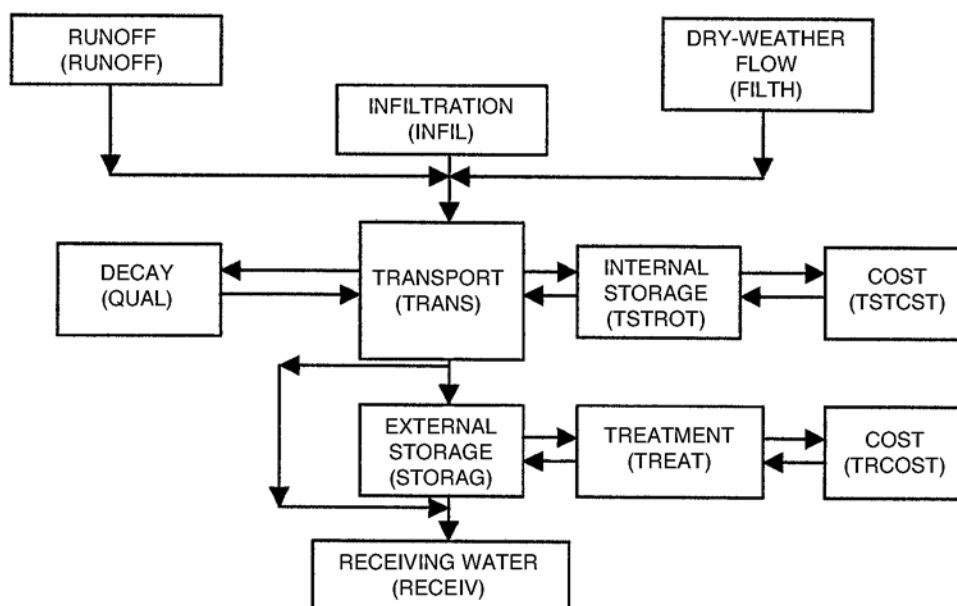 RUNOFF
(RUNOFF)
DRY-WEATHER
FLOW
(FILTH)
INFILTRATION
(INFIL)
DECAY
(QUAL)
TRANSPORT
(TRANS)
INTERNAL
STORAGE
(TSTROT)
COST
(TSTCST)
EXTERNAL
STORAGE
(STORAG)
TREATMENT
(TREAT)
COST
(TRCOST)
RECEIVING WATER
(RECEIV)